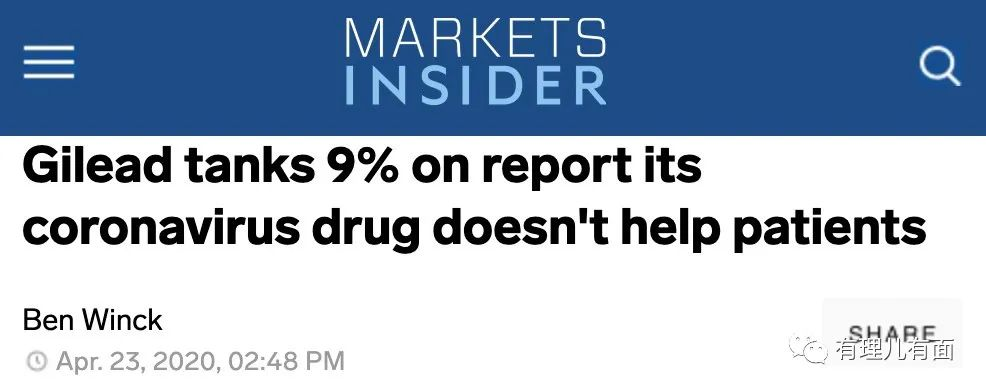 MARKETS
INSIDER
Gilead tanks 9% on report its
coronavirus drug doesn't help patients
Ben Winck
Apr. 23, 2020, 02:48 PM
SHARE
有理儿有面